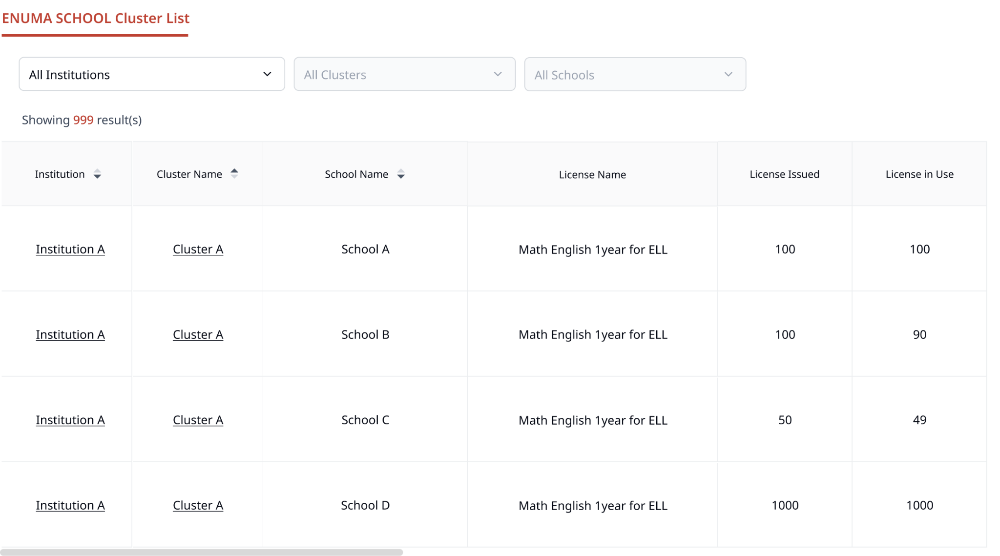 ENUMA SCHOOL Cluster List
All Institutions All Clusters All Schools
Showing 999 result(s)
Institution Cluster Name School Name License Name License Issued License in Use
Institution A Cluster A School A Math English 1year for ELL 100 100
Institution A Cluster A School B Math English 1year for ELL 100 90
Institution A Cluster A School C Math English 1year for ELL 50 49
Institution A Cluster A School D Math English 1year for ELL 1000 1000